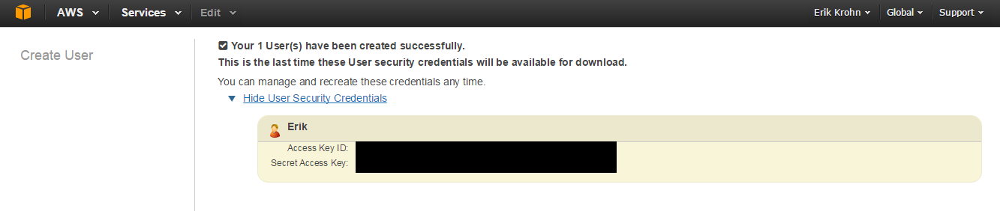 AWS Services Edit Erik Krohn Global Support
Create User
Your 1 User(s) have been created successfully.
This is the last time these User security credentials will be available for download.
You can manage and recreate these credentials any time.
Hide User Security Credentials
Erik
Access Key ID:
Secret Access Key: